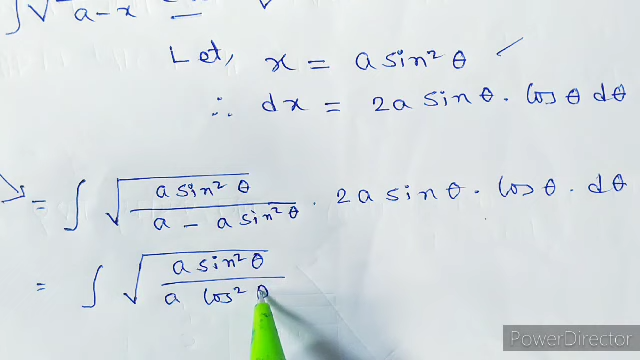 ∫√ a-x
Let, x = a sin² θ ✓
∴ dx = 2a sin θ · cos θ dθ
= ∫ √(a sin² θ / a - a sin² θ) · 2a sin θ · cos θ · dθ
= ∫ √(a sin² θ / a cos² θ
PowerDirector